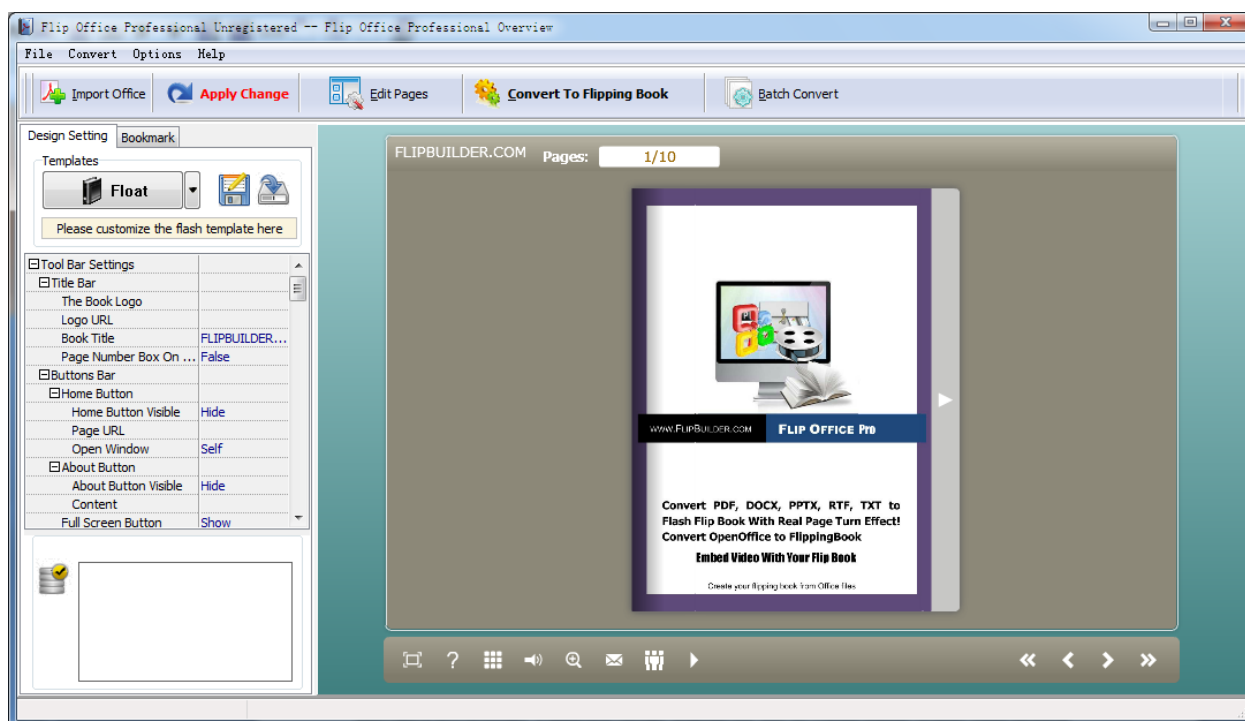 Flip Office Professional Unregistered -- Flip Office Professional Overview
File Convert Options Help
Import Office Apply Change Edit Pages Convert To Flipping Book Batch Convert
Design Setting Bookmark
Templates
Float
Please customize the flash template here
Tool Bar Settings
Title Bar
The Book Logo
Logo URL
Book Title FLIPBUILDER...
Page Number Box On ... False
Buttons Bar
Home Button
Home Button Visible Hide
Page URL
Open Window Self
About Button
About Button Visible Hide
Content
Full Screen Button Show
FLIPBUILDER.COM Pages: 1/10
www.FlipBuilder.com Flip Office Pro
Convert PDF, DOCX, PPTX, RTF, TXT to
Flash Flip Book With Real Page Turn Effect!
Convert OpenOffice to FlippingBook
Embed Video With Your Flip Book
Create your flipping book from Office files